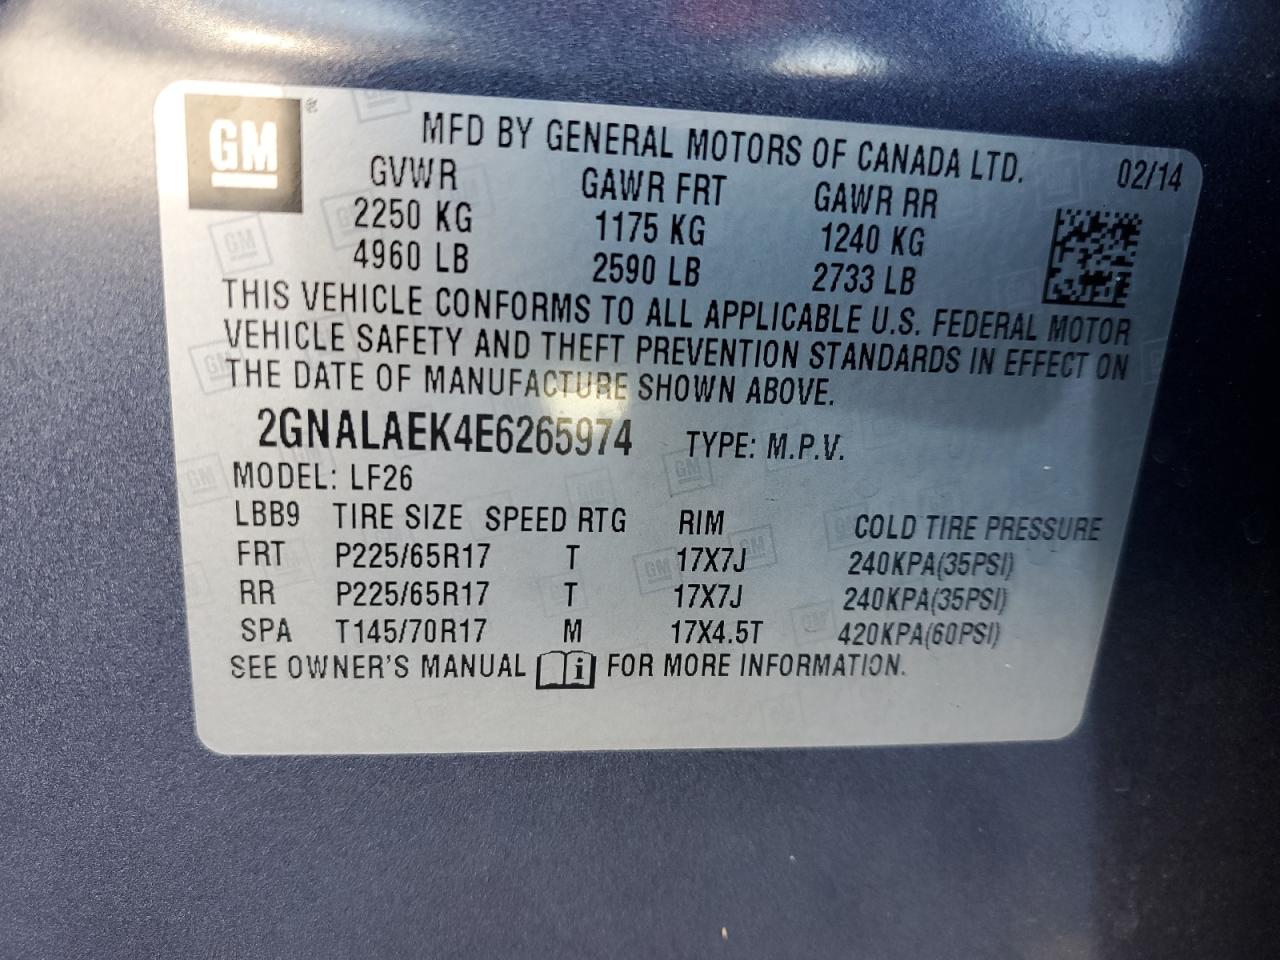 GM ®
MFD BY GENERAL MOTORS OF CANADA LTD. 02/14
GVWR GAWR FRT GAWR RR
2250 KG 1175 KG 1240 KG
4960 LB 2590 LB 2733 LB
THIS VEHICLE CONFORMS TO ALL APPLICABLE U.S. FEDERAL MOTOR
VEHICLE SAFETY AND THEFT PREVENTION STANDARDS IN EFFECT ON
THE DATE OF MANUFACTURE SHOWN ABOVE.
2GNALAEK4E6265974 TYPE: M.P.V.
MODEL: LF26
LBB9 TIRE SIZE SPEED RTG RIM COLD TIRE PRESSURE
FRT P225/65R17 T 17X7J 240KPA(35PSI)
RR P225/65R17 T 17X7J 240KPA(35PSI)
SPA T145/70R17 M 17X4.5T 420KPA(60PSI)
SEE OWNER'S MANUAL i FOR MORE INFORMATION.